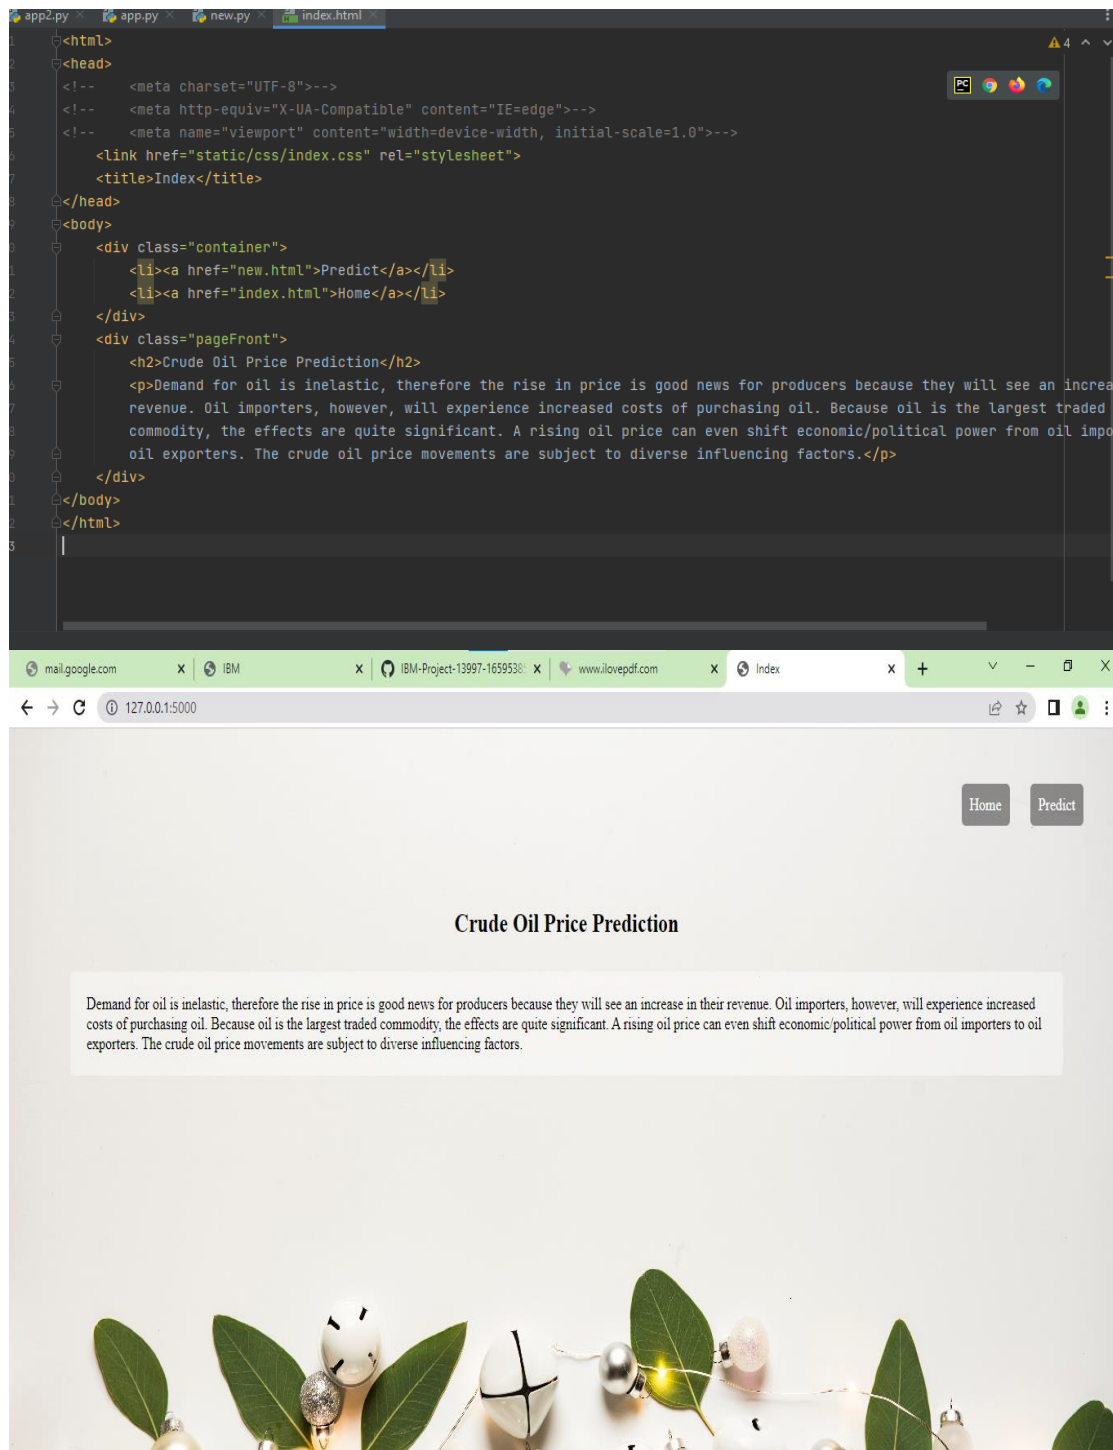 app2.py app.py new.py index.html
<html> 4
<head>
<!--    <meta charset="UTF-8">-->
<!--    <meta http-equiv="X-UA-Compatible" content="IE=edge">-->
<!--    <meta name="viewport" content="width=device-width, initial-scale=1.0">-->
<link href="static/css/index.css" rel="stylesheet">
<title>Index</title>
</head>
<body>
<div class="container">
<li><a href="new.html">Predict</a></li>
<li><a href="index.html">Home</a></li>
</div>
<div class="pageFront">
<h2>Crude Oil Price Prediction</h2>
<p>Demand for oil is inelastic, therefore the rise in price is good news for producers because they will see an increa
revenue. Oil importers, however, will experience increased costs of purchasing oil. Because oil is the largest traded
commodity, the effects are quite significant. A rising oil price can even shift economic/political power from oil impo
oil exporters. The crude oil price movements are subject to diverse influencing factors.</p>
</div>
</body>
</html>
mail.google.com IBM IBM-Project-13997-1659538 www.ilovepdf.com Index
127.0.0.1:5000
Home Predict
Crude Oil Price Prediction
Demand for oil is inelastic, therefore the rise in price is good news for producers because they will see an increase in their revenue. Oil importers, however, will experience increased
costs of purchasing oil. Because oil is the largest traded commodity, the effects are quite significant. A rising oil price can even shift economic/political power from oil importers to oil
exporters. The crude oil price movements are subject to diverse influencing factors.